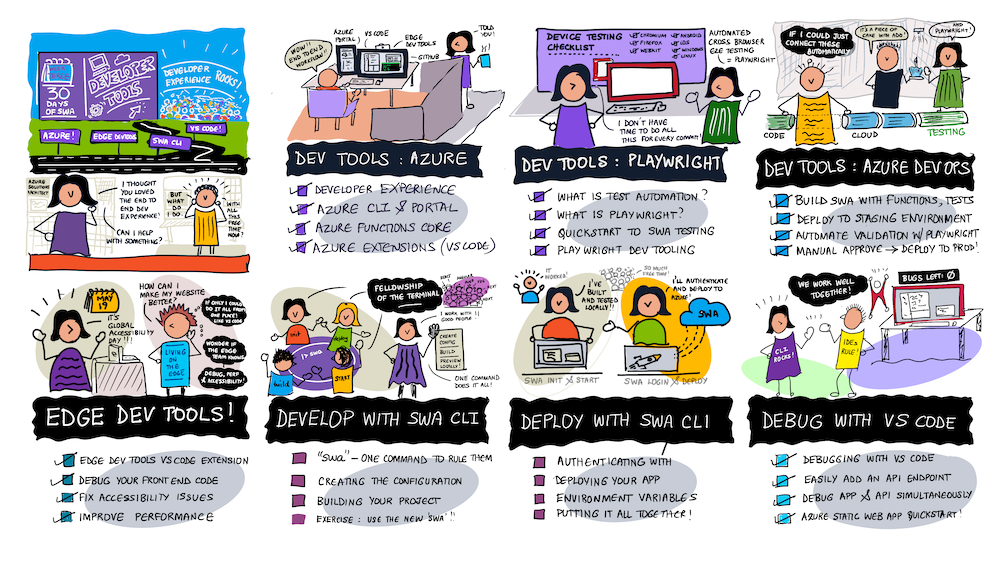 30
DAYS
OF SWA
DEVELOPER
TOOLS
DEVELOPER
EXPERIENCE ROCKS!
AZURE!
EDGE DEVTOOLS
SWA CLI
VS CODE!
AZURE
SOLUTIONS
ARCHITECT
I THOUGHT
YOU LOVED
THE END TO
END DEV
EXPERIENCE!
CAN I HELP
WITH SOMETHING?
BUT
WHAT
DO
I DO..
WITH
ALL
THIS
FREE
TIME
NOW?
WOW!
END TO END
WORKFLOW!
AZURE
PORTAL
VS CODE
EDGE
DEVTOOLS
GITHUB
TOLD
YOU!
DEV TOOLS : AZURE
DEVELOPER EXPERIENCE
AZURE CLI & PORTAL
AZURE FUNCTIONS CORE
AZURE EXTENSIONS (VS CODE)
DEVICE TESTING
CHECKLIST
CHROMIUM
FIREFOX
WEBKIT
ANDROID
IOS
WINDOWS
LINUX
AUTOMATED
CROSS BROWSER
E2E TESTING
= PLAYWRIGHT
I DON'T HAVE
TIME TO DO ALL
THIS FOR EVERY COMMIT!
DEV TOOLS : PLAYWRIGHT
WHAT IS TEST AUTOMATION?
WHAT IS PLAYWRIGHT?
QUICKSTART TO SWA TESTING
PLAYWRIGHT DEV TOOLING
IF I COULD JUST
CONNECT THESE
AUTOMATICALLY
IT'S A PIECE OF
CAKE WITH ADO!
AND
PLAYWRIGHT!
CODE
CLOUD
TESTING
DEV TOOLS : AZURE DEVOPS
BUILD SWA WITH FUNCTIONS, TESTS
DEPLOY TO STAGING ENVIRONMENT
AUTOMATE VALIDATION W/ PLAYWRIGHT
MANUAL APPROVE → DEPLOY TO PROD!
MAY
19
IT'S
GLOBAL
ACCESSIBILITY
DAY!!
HOW CAN I
MAKE MY WEBSITE
BETTER?
IF ONLY I COULD
DO IT ALL FROM
ONE PLACE!
LIKE VS CODE
WONDER IF
THE EDGE
TEAM KNOWS
DEBUG, PERF
& ACCESSIBILITY!
LIVING
ON THE
EDGE
EDGE DEV TOOLS!
EDGE DEV TOOLS VS CODE EXTENSION
DEBUG YOUR FRONT END CODE
FIX ACCESSIBILITY ISSUES
IMPROVE PERFORMANCE
FELLOWSHIP
OF THE TERMINAL
init
deploy
|> SWA
build
START
I WORK WITH
GOOD PEOPLE
CREATE
CONFIG
BUILD
PREVIEW
LOCALLY!
ONE COMMAND
DOES IT ALL!
DEVELOP WITH SWA CLI
"SWA" - ONE COMMAND TO RULE THEM
CREATING THE CONFIGURATION
BUILDING YOUR PROJECT
EXERCISE : USE THE NEW 'SWA'!!
IT
WORKED!
I'VE
BUILT
AND TESTED
LOCALLY!!
SO MUCH
FREE TIME!
I'LL AUTHENTICATE
AND DEPLOY TO
AZURE!
SWA
SWA INIT & START
SWA LOGIN & DEPLOY
DEPLOY WITH SWA CLI
AUTHENTICATING WITH
DEPLOYING YOUR APP
ENVIRONMENT VARIABLES
PUTTING IT ALL TOGETHER!
WE WORK WELL
TOGETHER!
BUGS LEFT: 0
CLI
ROCKS!
IDEs
RULE!
DEBUG WITH VS CODE
DEBUGGING WITH VS CODE
EASILY ADD AN API ENDPOINT
DEBUG APP & API SIMULTANEOUSLY
AZURE STATIC WEB APP QUICKSTART!